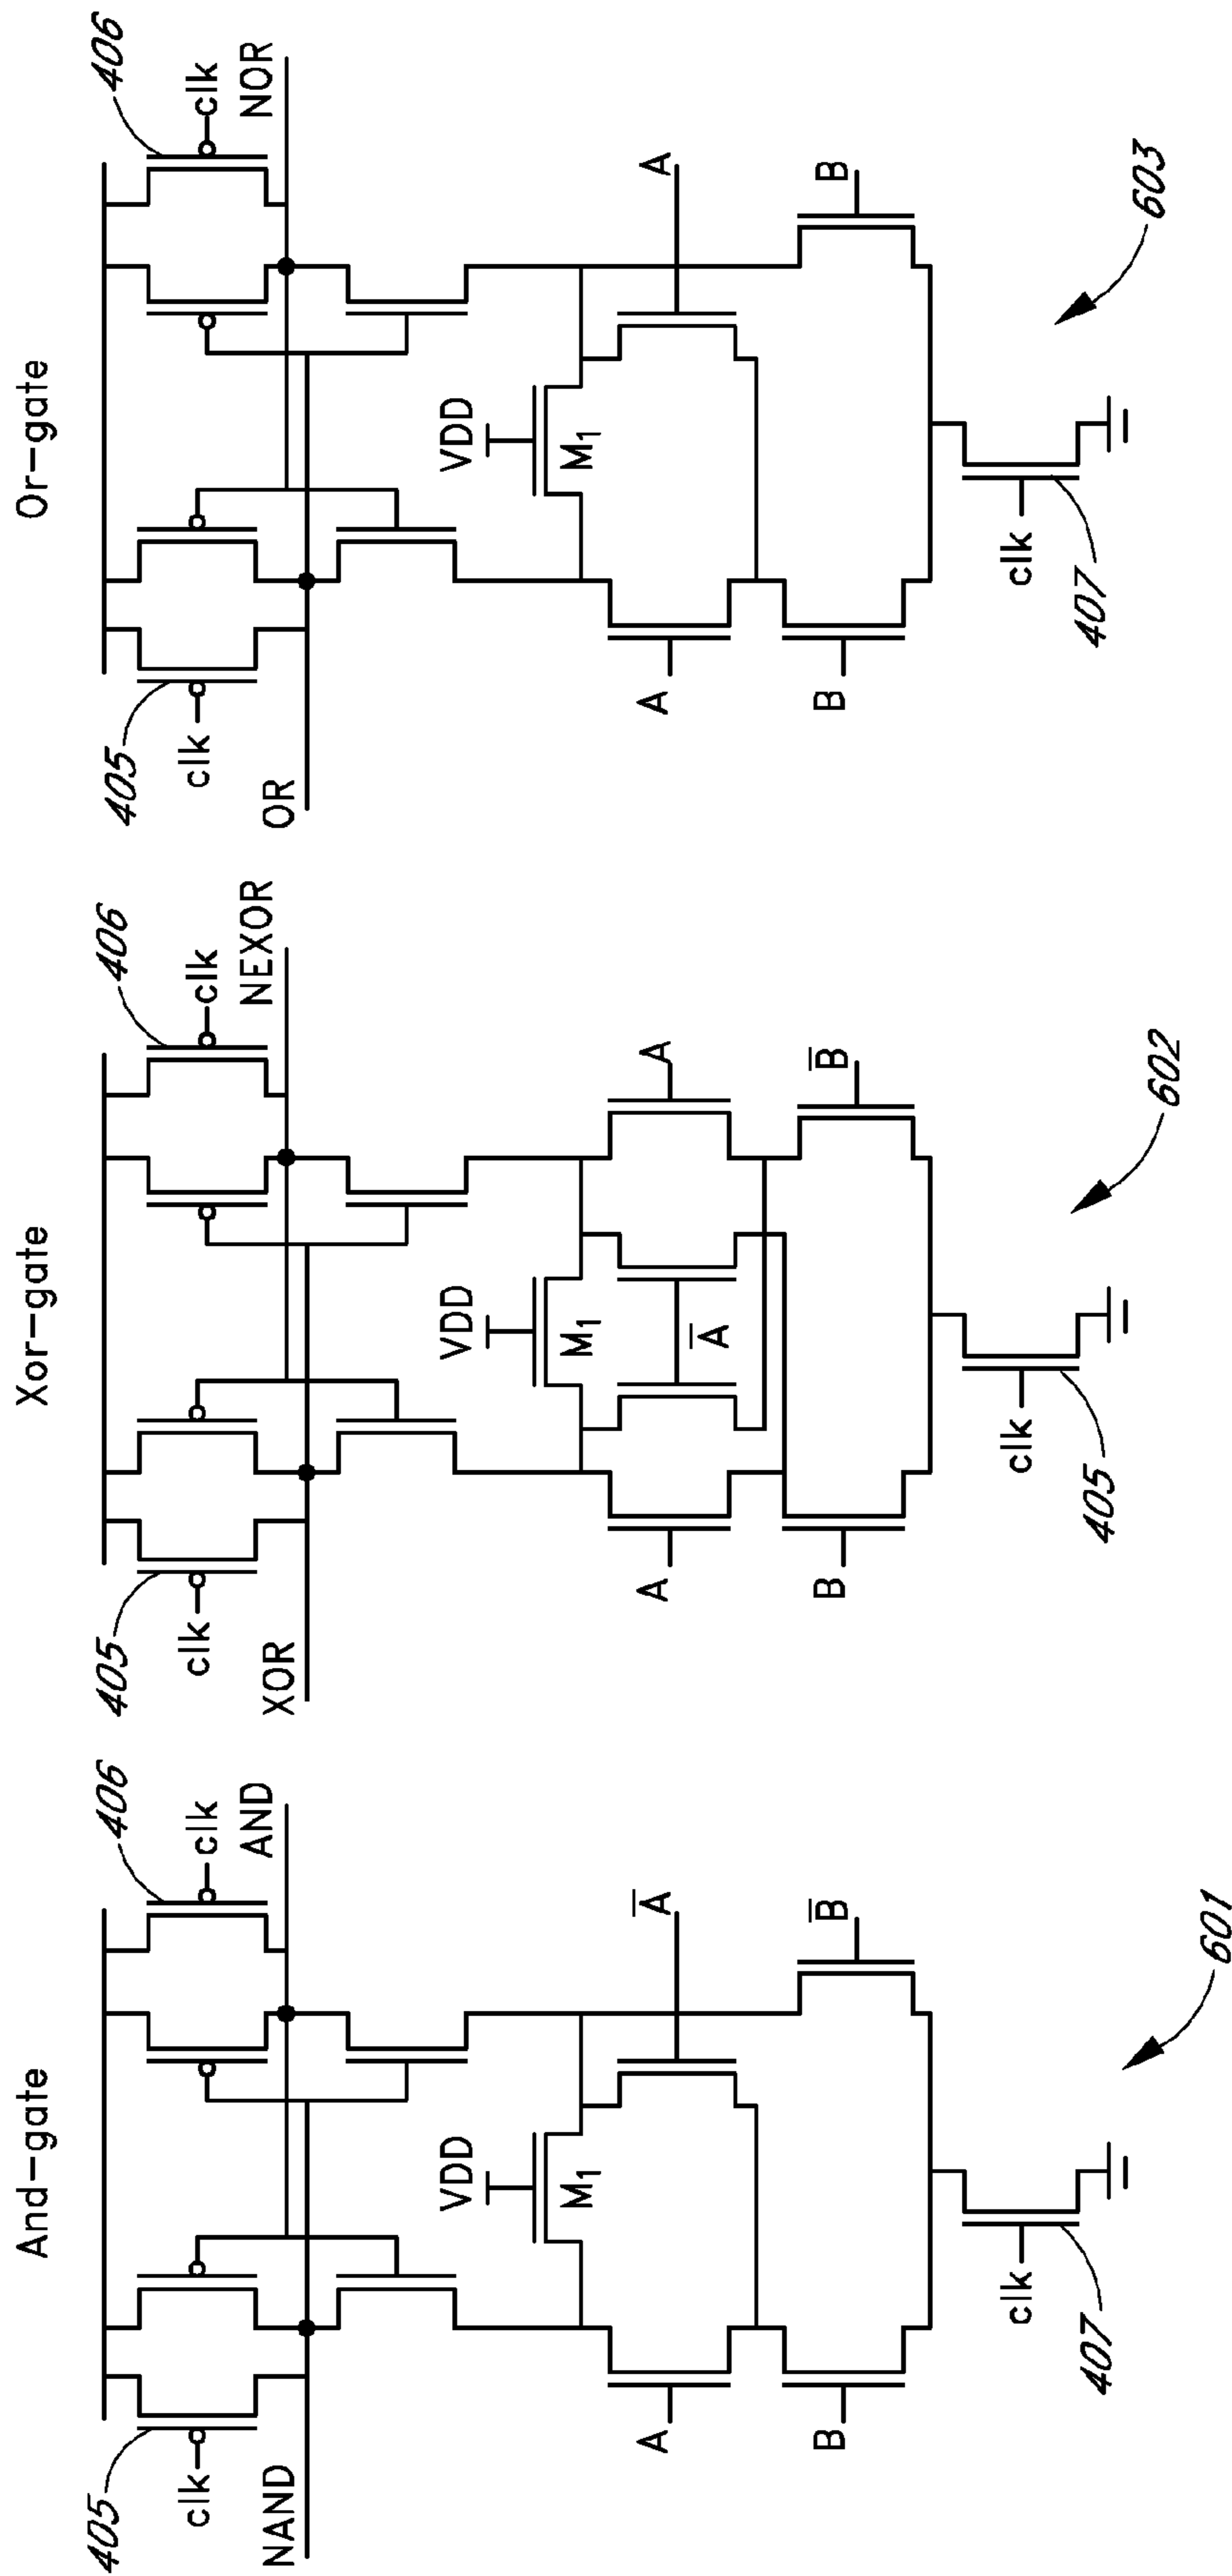 And-gate
405
406
clk
clk
NAND
AND
VDD
M₁
A
A̅
B
B̅
clk
407
601
Xor-gate
405
406
clk
clk
XOR
NEXOR
VDD
M₁
A
A̅
A
B
B̅
clk
405
602
Or-gate
405
406
clk
clk
OR
NOR
VDD
M₁
A
A
B
B
clk
407
603